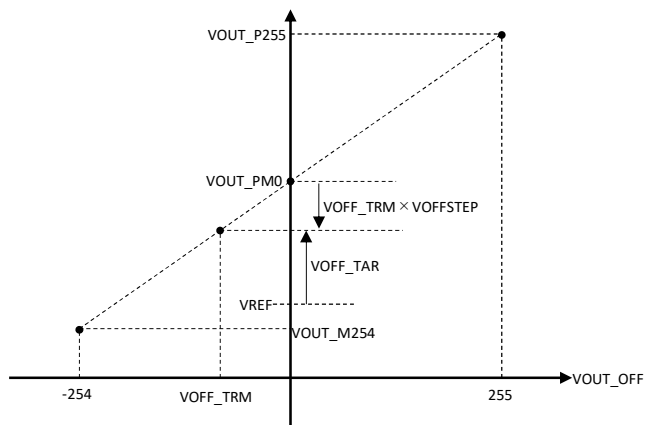 VOUT_P255
VOUT_PM0
VOFF_TRM × VOFFSTEP
VOFF_TAR
VREF
VOUT_M254
VOUT_OFF
-254
VOFF_TRM
255